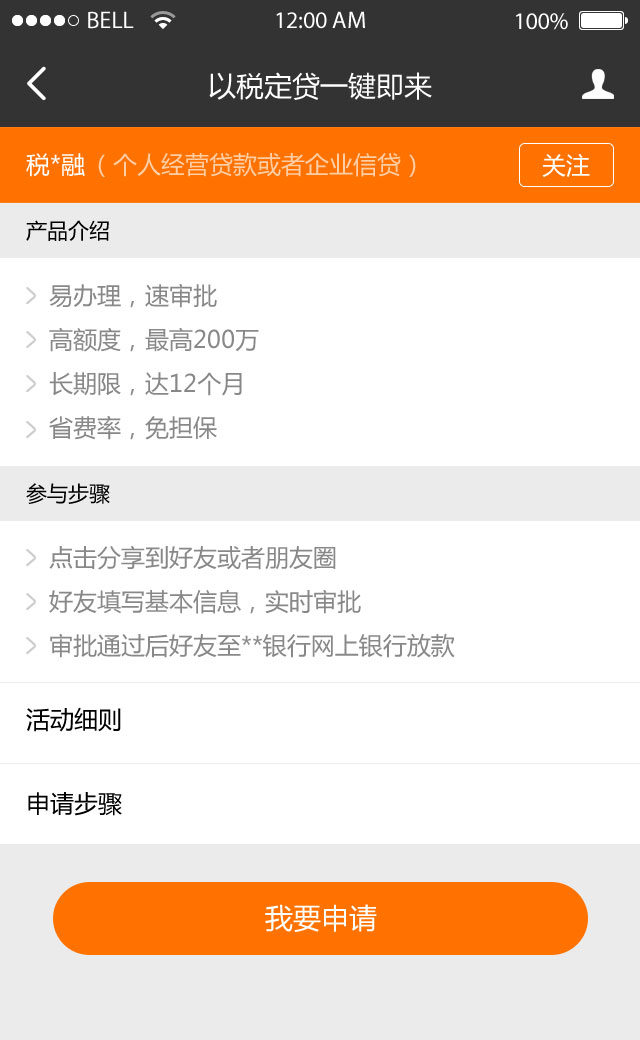 BELL 12:00 AM 100%
以税定贷一键即来
税*融（个人经营贷款或者企业信贷） 关注
产品介绍
易办理，速审批
高额度，最高200万
长期限，达12个月
省费率，免担保
参与步骤
点击分享到好友或者朋友圈
好友填写基本信息，实时审批
审批通过后好友至**银行网上银行放款
活动细则
申请步骤
我要申请